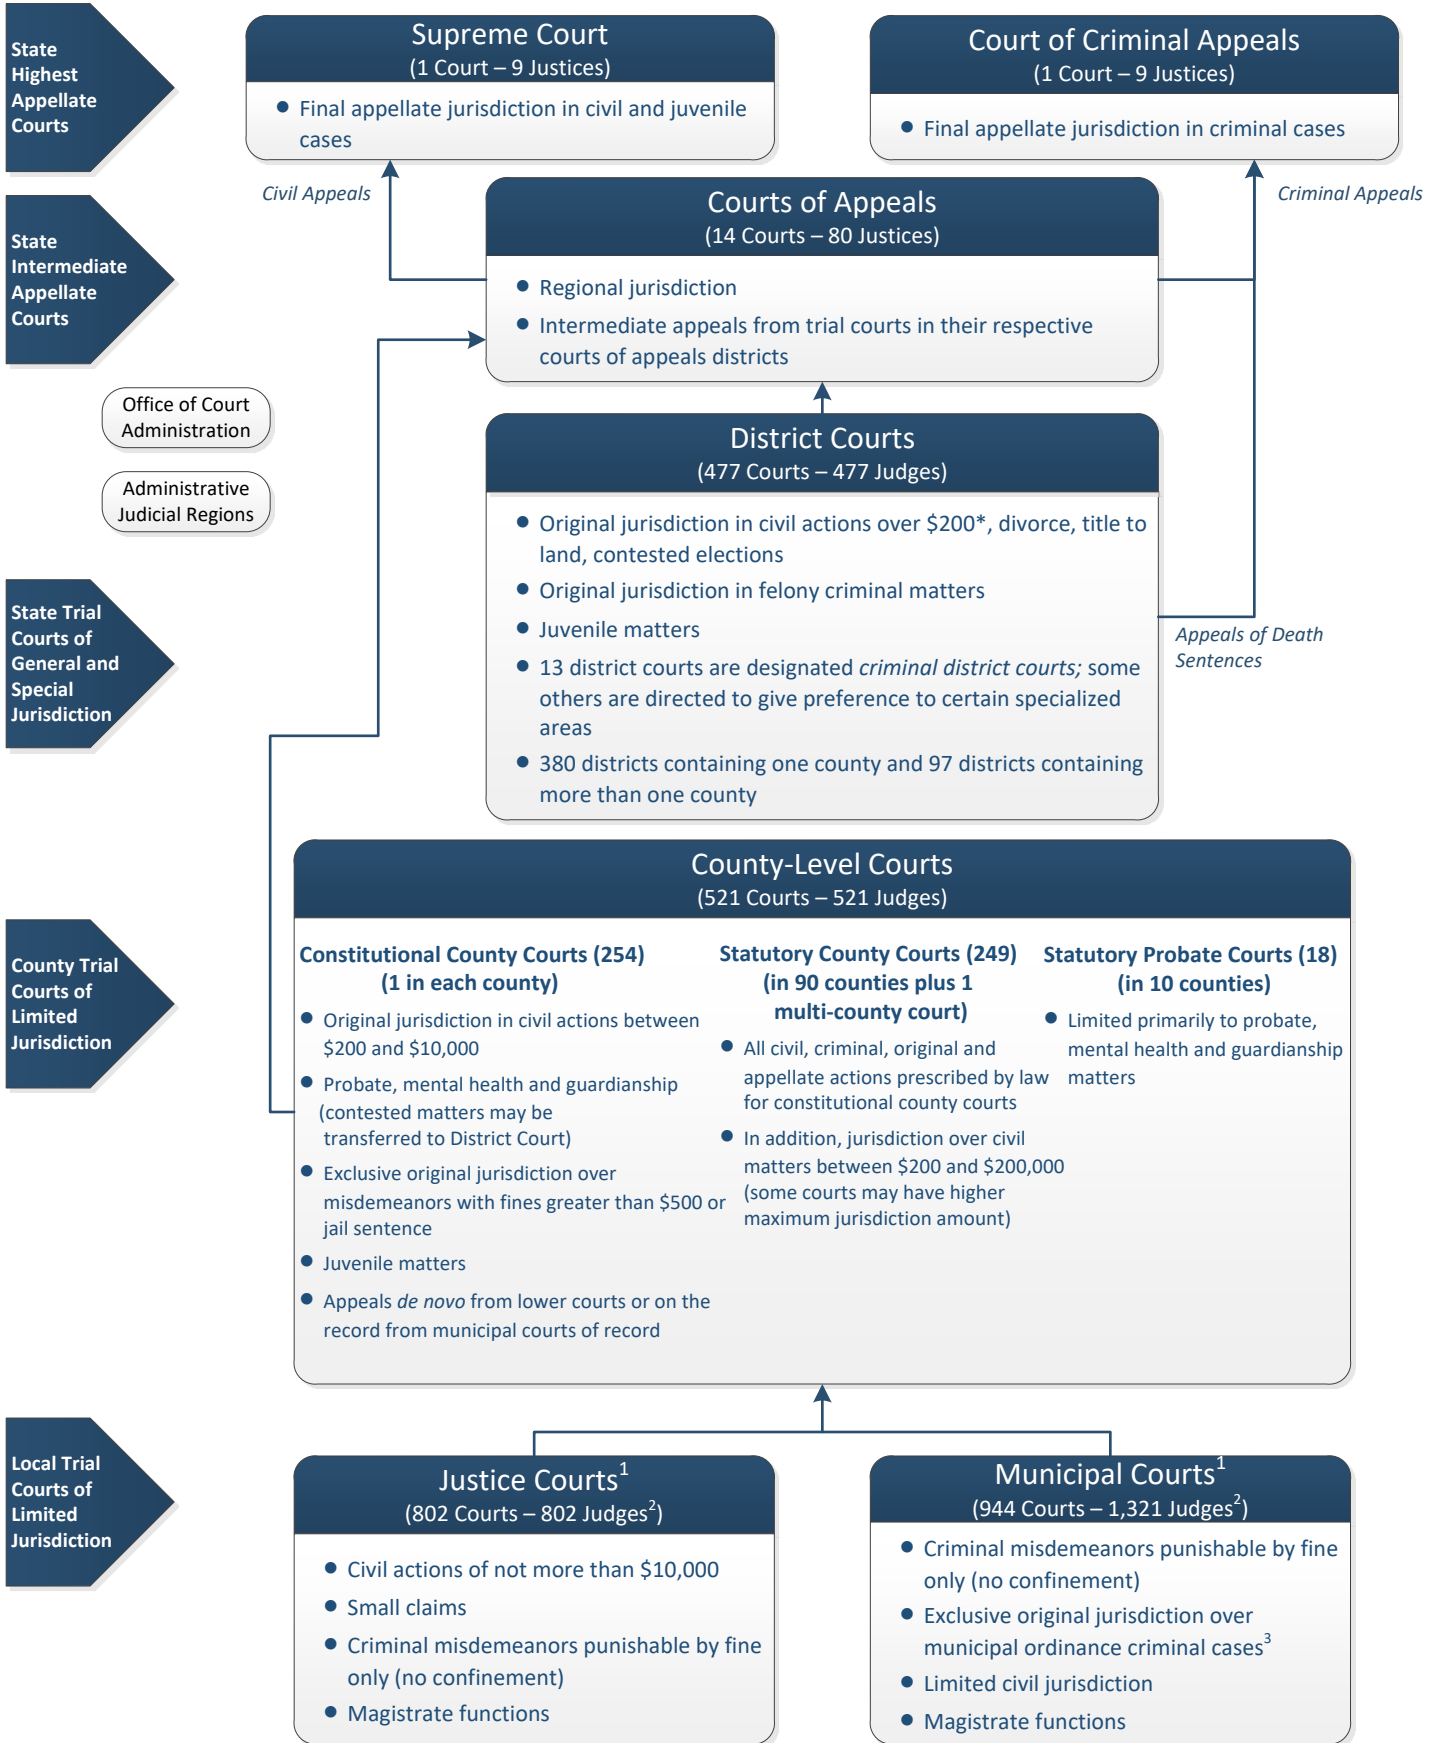 State
Highest
Appellate
Courts
Supreme Court
(1 Court – 9 Justices)
● Final appellate jurisdiction in civil and juvenile
cases
Court of Criminal Appeals
(1 Court – 9 Justices)
● Final appellate jurisdiction in criminal cases
Civil Appeals
Criminal Appeals
State
Intermediate
Appellate
Courts
Courts of Appeals
(14 Courts – 80 Justices)
● Regional jurisdiction
● Intermediate appeals from trial courts in their respective
courts of appeals districts
Office of Court
Administration
Administrative
Judicial Regions
State Trial
Courts of
General and
Special
Jurisdiction
District Courts
(477 Courts – 477 Judges)
● Original jurisdiction in civil actions over $200*, divorce, title to
land, contested elections
● Original jurisdiction in felony criminal matters
● Juvenile matters
● 13 district courts are designated criminal district courts; some
others are directed to give preference to certain specialized
areas
● 380 districts containing one county and 97 districts containing
more than one county
Appeals of Death
Sentences
County Trial
Courts of
Limited
Jurisdiction
County-Level Courts
(521 Courts – 521 Judges)
Constitutional County Courts (254)
(1 in each county)
● Original jurisdiction in civil actions between
$200 and $10,000
● Probate, mental health and guardianship
(contested matters may be
transferred to District Court)
● Exclusive original jurisdiction over
misdemeanors with fines greater than $500 or
jail sentence
● Juvenile matters
● Appeals de novo from lower courts or on the
record from municipal courts of record
Statutory County Courts (249)
(in 90 counties plus 1
multi-county court)
● All civil, criminal, original and
appellate actions prescribed by law
for constitutional county courts
● In addition, jurisdiction over civil
matters between $200 and $200,000
(some courts may have higher
maximum jurisdiction amount)
Statutory Probate Courts (18)
(in 10 counties)
● Limited primarily to probate,
mental health and guardianship
matters
Local Trial
Courts of
Limited
Jurisdiction
Justice Courts1
(802 Courts – 802 Judges2)
● Civil actions of not more than $10,000
● Small claims
● Criminal misdemeanors punishable by fine
only (no confinement)
● Magistrate functions
Municipal Courts1
(944 Courts – 1,321 Judges2)
● Criminal misdemeanors punishable by fine
only (no confinement)
● Exclusive original jurisdiction over
municipal ordinance criminal cases3
● Limited civil jurisdiction
● Magistrate functions